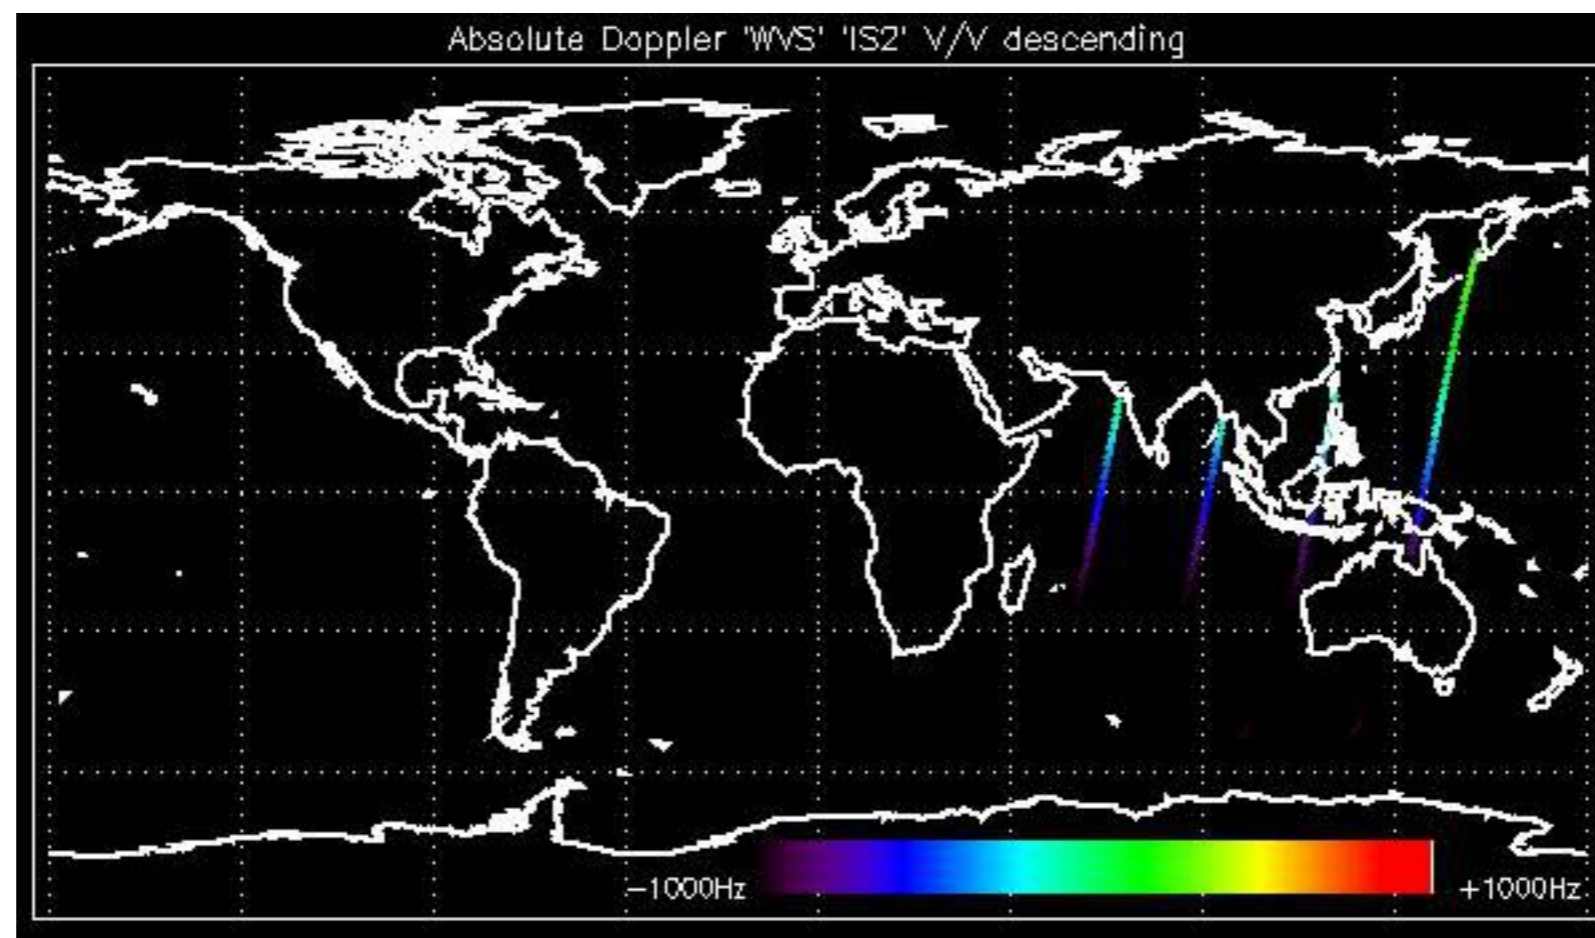 Absolute Doppler 'WVS' 'IS2' V/V descending
−1000Hz
+1000Hz